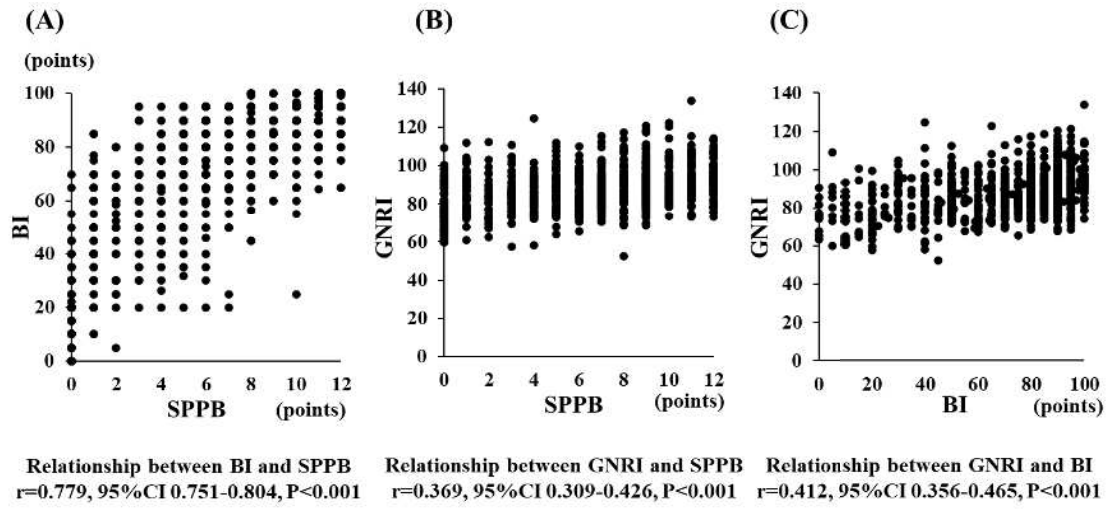 (A)
(points)
BI
100
80
60
40
20
0
0 2 4 6 8 10 12
SPPB (points)
Relationship between BI and SPPB
r=0.779, 95%CI 0.751-0.804, P<0.001
(B)
GNRI
140
120
100
80
60
40
20
0
0 2 4 6 8 10 12
SPPB (points)
Relationship between GNRI and SPPB
r=0.369, 95%CI 0.309-0.426, P<0.001
(C)
GNRI
140
120
100
80
60
40
20
0
0 20 40 60 80 100
BI (points)
Relationship between GNRI and BI
r=0.412, 95%CI 0.356-0.465, P<0.001